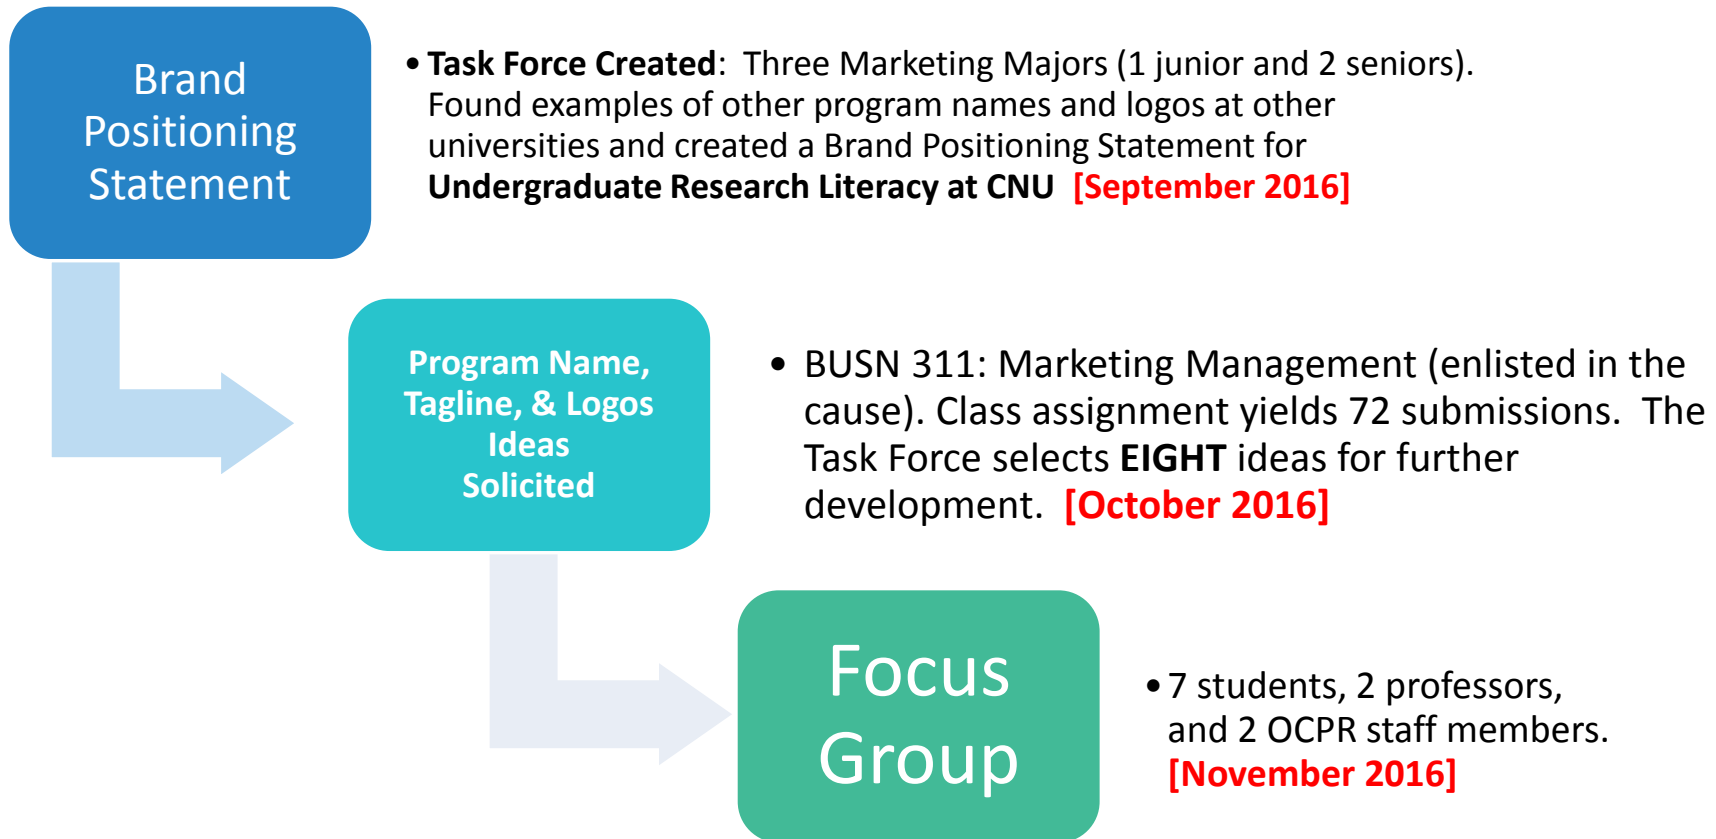 Brand
Positioning
Statement
• Task Force Created:  Three Marketing Majors (1 junior and 2 seniors).
Found examples of other program names and logos at other
universities and created a Brand Positioning Statement for
Undergraduate Research Literacy at CNU  [September 2016]
Program Name,
Tagline, & Logos
Ideas
Solicited
• BUSN 311: Marketing Management (enlisted in the
cause). Class assignment yields 72 submissions.  The
Task Force selects EIGHT ideas for further
development.  [October 2016]
Focus
Group
• 7 students, 2 professors,
and 2 OCPR staff members.
[November 2016]